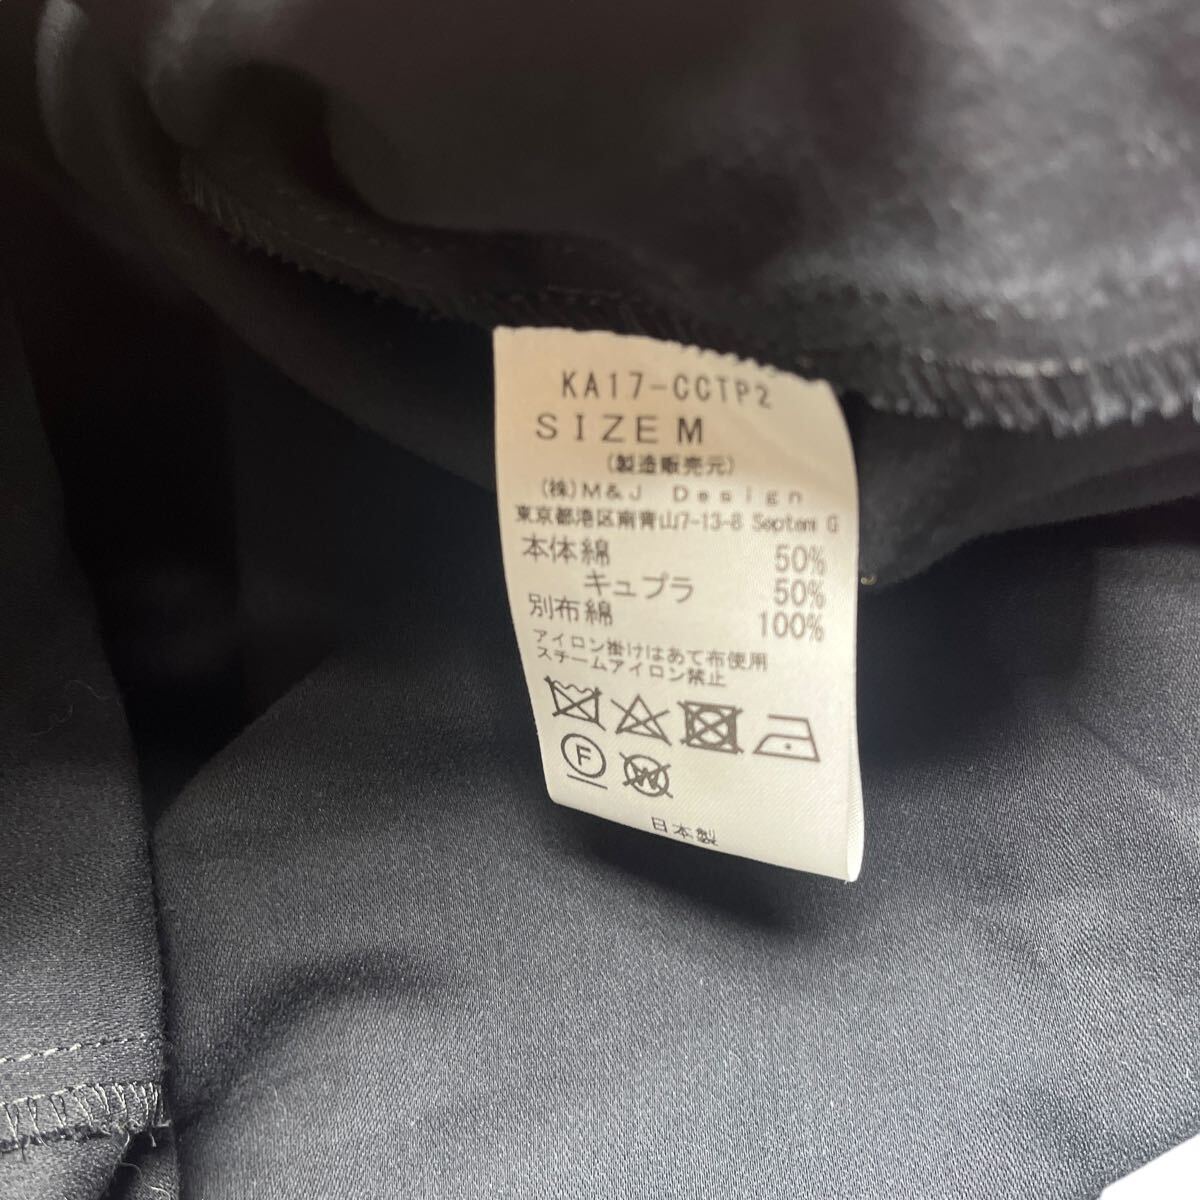 KA17-CCTP2
SIZE M
(製造販売元)
(株)M&J Design
東京都港区南青山7-13-8 Septem G
本体綿 50%
キュプラ 50%
別布綿 100%
アイロン掛けはあて布使用
スチームアイロン禁止
F W
日本製